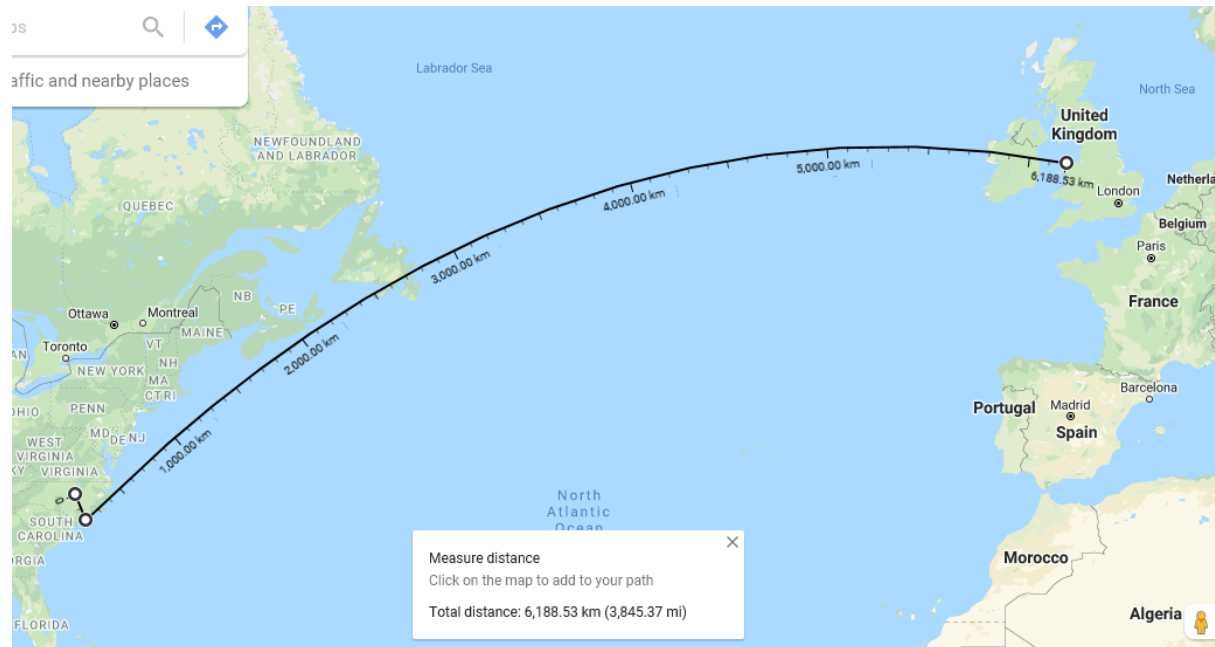 ps
affic and nearby places
Labrador Sea
North Sea
United
Kingdom
NEWFOUNDLAND
AND LABRADOR
5,000.00 km
6,188.53 km
Netherla
London
4,000.00 km
QUEBEC
Belgium
Paris
3,000.00 km
NB
PE
France
Ottawa
Montreal
MAINE
2,000.00 km
Toronto
VT
AN
NH
NEW YORK
MA
CT RI
Barcelona
OHIO
PENN
Portugal
Madrid
Spain
MD
DE
NJ
1,000.00 km
WEST
VIRGINIA
KY
VIRGINIA
0
North
Atlantic
Ocean
SOUTH
CAROLINA
Measure distance
Click on the map to add to your path
Total distance: 6,188.53 km (3,845.37 mi)
Morocco
RGIA
Algeria
FLORIDA